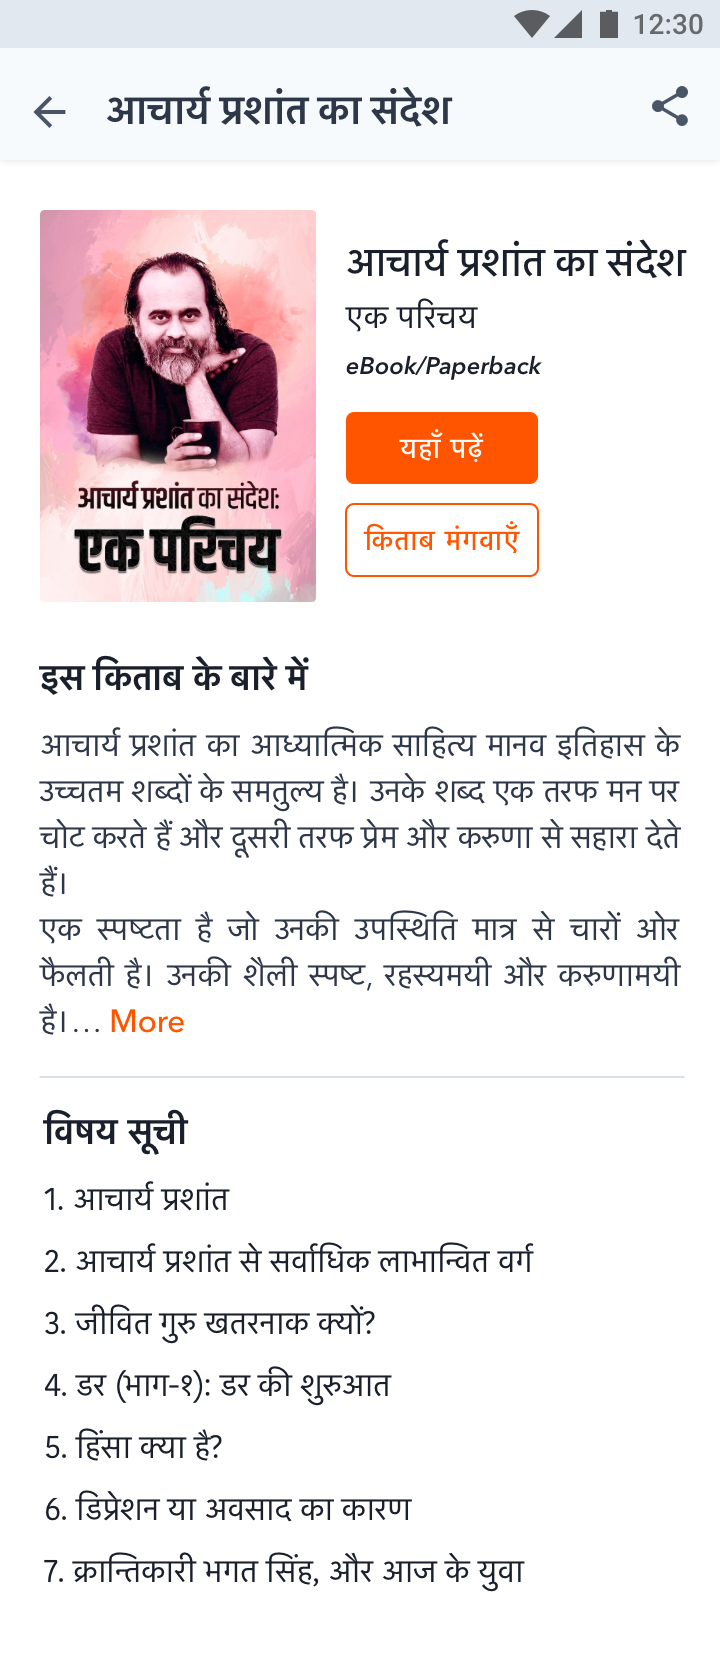 12:30
आचार्य प्रशांत का संदेश
आचार्य प्रशांत का संदेश:
एक परिचय
आचार्य प्रशांत का संदेश
एक परिचय
eBook/Paperback
यहाँ पढ़ें
किताब मंगवाएँ
इस किताब के बारे में
आचार्य प्रशांत का आध्यात्मिक साहित्य मानव इतिहास के
उच्चतम शब्दों के समतुल्य है। उनके शब्द एक तरफ मन पर
चोट करते हैं और दूसरी तरफ प्रेम और करुणा से सहारा देते
हैं।
एक स्पष्टता है जो उनकी उपस्थिति मात्र से चारों ओर
फैलती है। उनकी शैली स्पष्ट, रहस्यमयी और करुणामयी
है।... More
विषय सूची
1. आचार्य प्रशांत
2. आचार्य प्रशांत से सर्वाधिक लाभान्वित वर्ग
3. जीवित गुरु खतरनाक क्यों?
4. डर (भाग-१): डर की शुरुआत
5. हिंसा क्या है?
6. डिप्रेशन या अवसाद का कारण
7. क्रान्तिकारी भगत सिंह, और आज के युवा